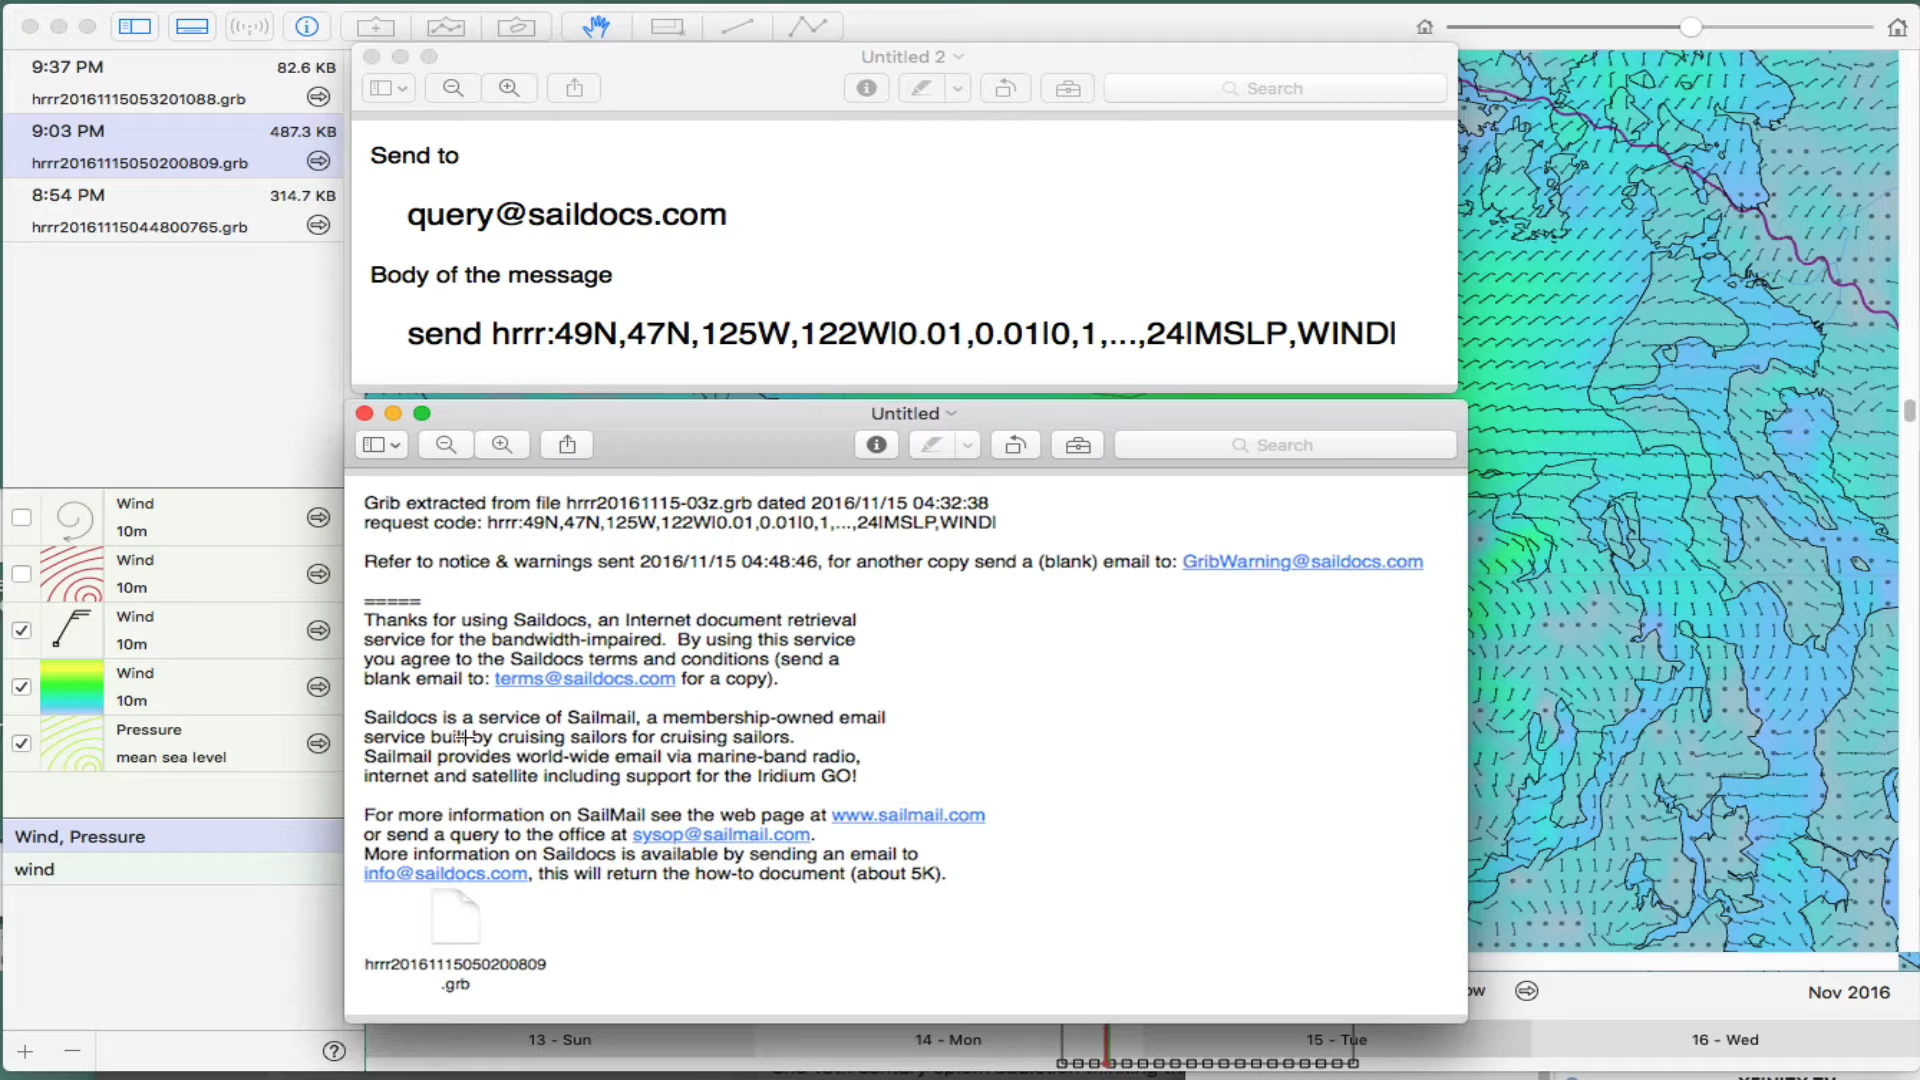 9:37 PM 82.6 KB
hrrr20161115053201088.grb
9:03 PM 487.3 KB
hrrr20161115050200809.grb
8:54 PM 314.7 KB
hrrr20161115044800765.grb
Wind
10m
Wind
10m
Wind
10m
Wind
10m
Pressure
mean sea level
Wind, Pressure
wind
Untitled 2
Search
Send to
query@saildocs.com
Body of the message
send hrrr:49N,47N,125W,122W|0.01,0.01|0,1,...,24|MSLP,WIND|
Untitled
Search
Grib extracted from file hrrr20161115-03z.grb dated 2016/11/15 04:32:38
request code: hrrr:49N,47N,125W,122W|0.01,0.01|0,1,...,24|MSLP,WIND|
Refer to notice & warnings sent 2016/11/15 04:48:46, for another copy send a (blank) email to: GribWarning@saildocs.com
=====
Thanks for using Saildocs, an Internet document retrieval
service for the bandwidth-impaired. By using this service
you agree to the Saildocs terms and conditions (send a
blank email to: terms@saildocs.com for a copy).
Saildocs is a service of Sailmail, a membership-owned email
service built by cruising sailors for cruising sailors.
Sailmail provides world-wide email via marine-band radio,
internet and satellite including support for the Iridium GO!
For more information on SailMail see the web page at www.sailmail.com
or send a query to the office at sysop@sailmail.com.
More information on Saildocs is available by sending an email to
info@saildocs.com, this will return the how-to document (about 5K).
hrrr20161115050200809
.grb
Nov 2016
13 - Sun 14 - Mon 15 - Tue 16 - Wed